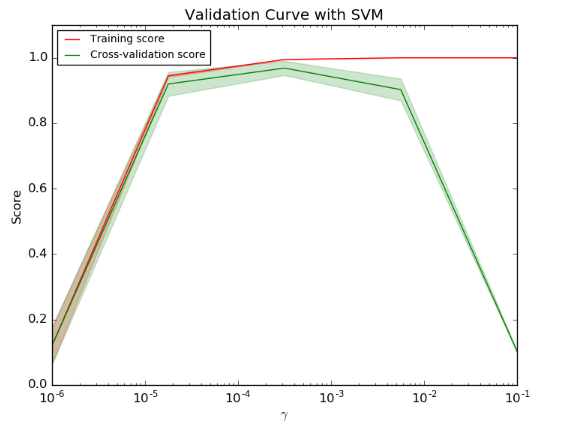 Validation Curve with SVM
Training score
Cross-validation score
Score
1.0
0.8
0.6
0.4
0.2
0.0
10^-6
10^-5
10^-4
10^-3
10^-2
10^-1
γ